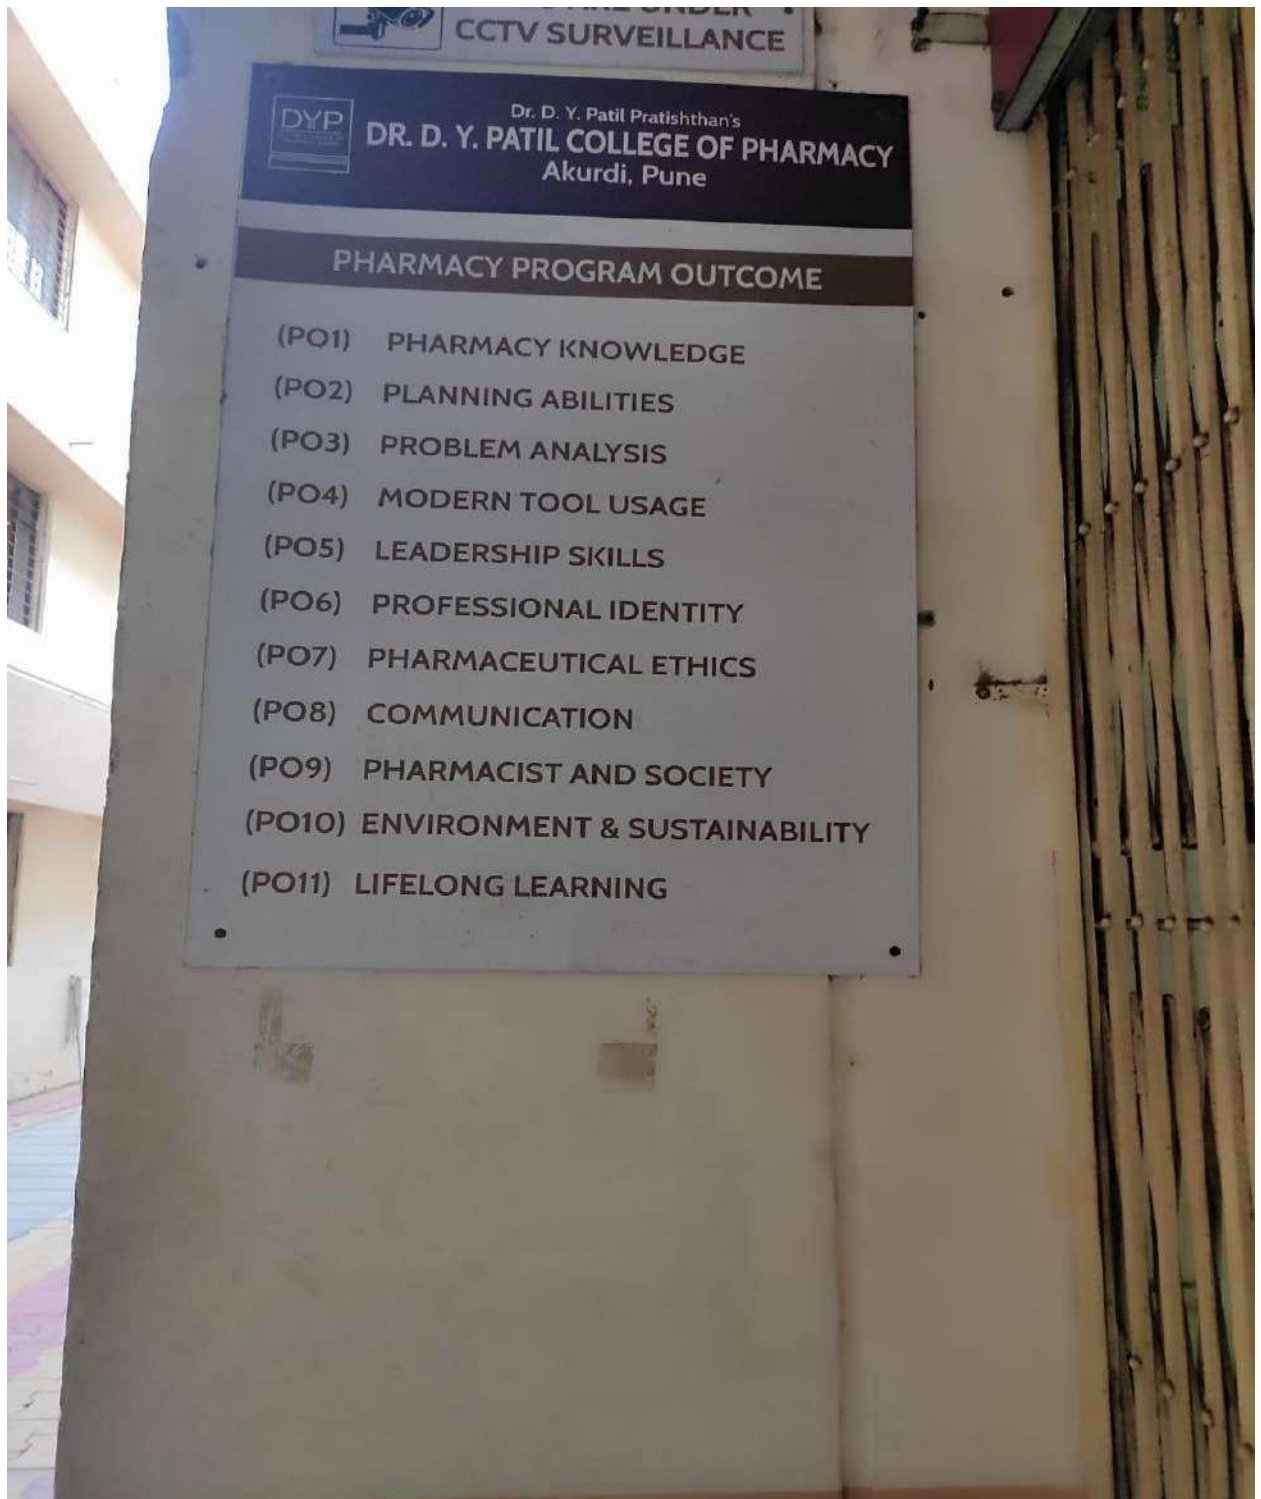 ARE UNDER
CCTV SURVEILLANCE
DYP
Dr. D. Y. Patil Pratishthan's
DR. D. Y. PATIL COLLEGE OF PHARMACY
Akurdi, Pune
PHARMACY PROGRAM OUTCOME
(PO1) PHARMACY KNOWLEDGE
(PO2) PLANNING ABILITIES
(PO3) PROBLEM ANALYSIS
(PO4) MODERN TOOL USAGE
(PO5) LEADERSHIP SKILLS
(PO6) PROFESSIONAL IDENTITY
(PO7) PHARMACEUTICAL ETHICS
(PO8) COMMUNICATION
(PO9) PHARMACIST AND SOCIETY
(PO10) ENVIRONMENT & SUSTAINABILITY
(PO11) LIFELONG LEARNING